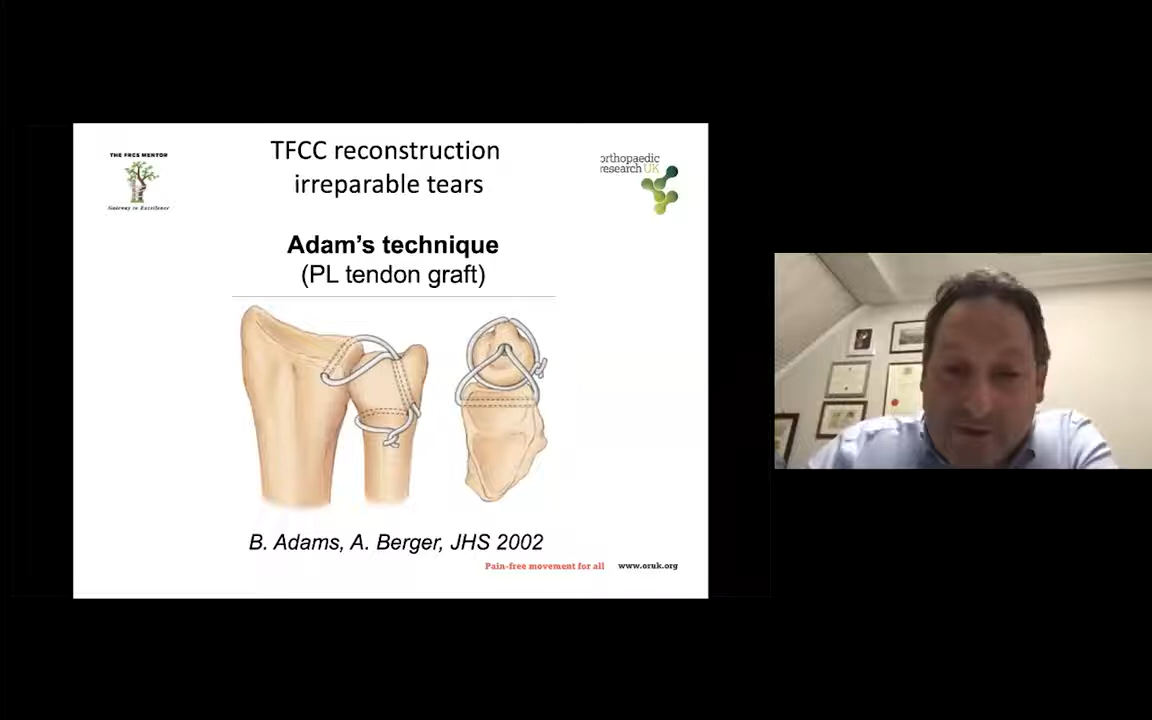 THE FRCS MENTOR
Gateway to Excellence
TFCC reconstruction
irreparable tears
orthopaedic
research UK
Adam’s technique
(PL tendon graft)
B. Adams, A. Berger, JHS 2002
Pain-free movement for all
www.oruk.org